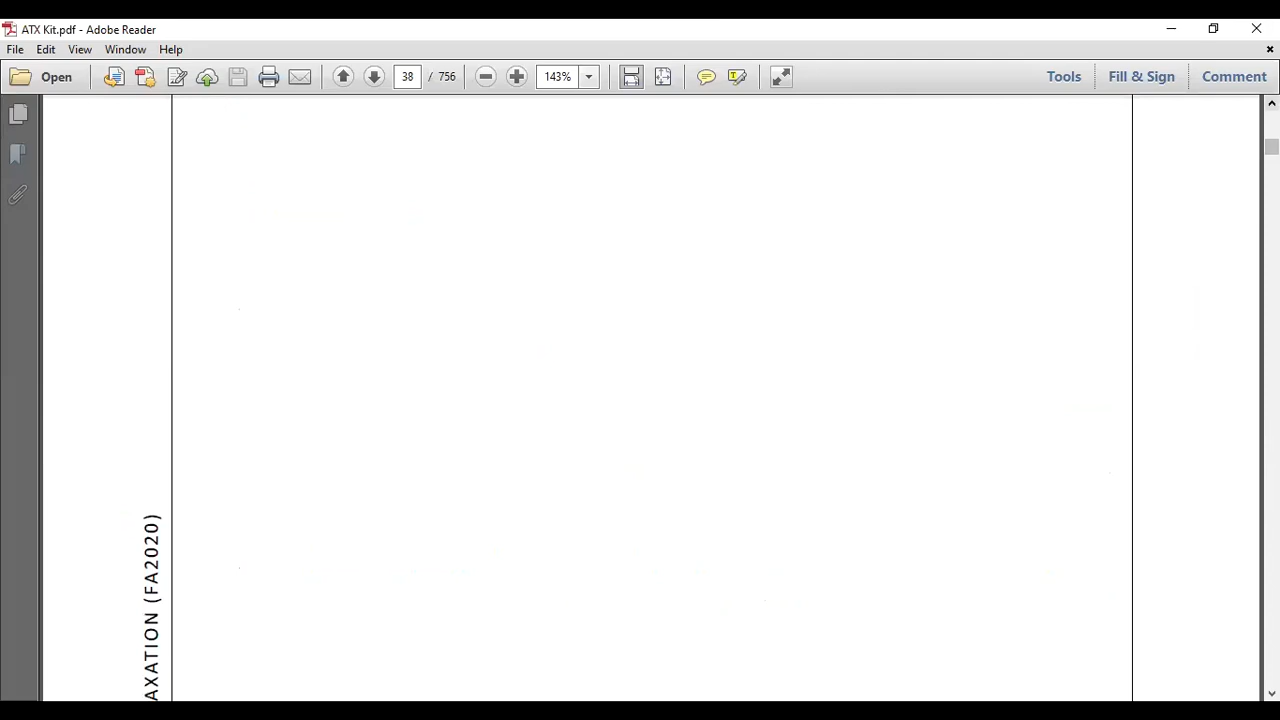 ATX Kit.pdf - Adobe Reader
File Edit View Window Help
Open 38 / 756 143% Tools Fill & Sign Comment
AXATION (FA2020)